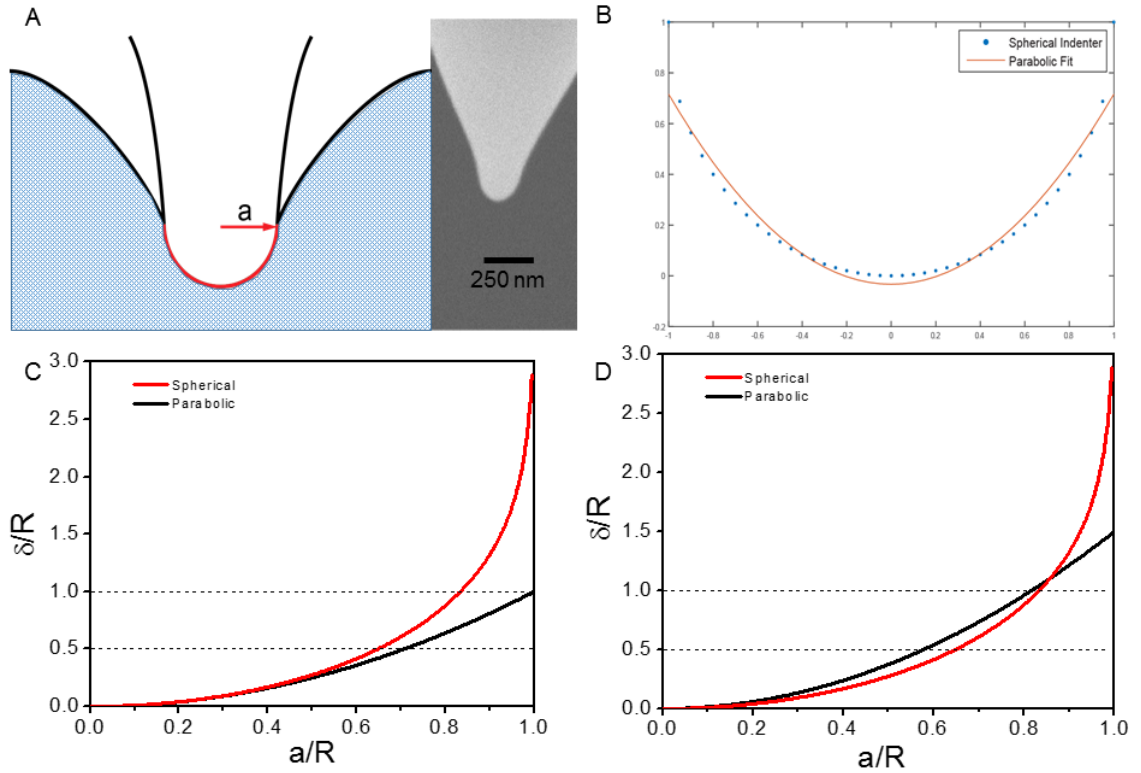 A
a
250 nm
B
Spherical Indenter
Parabolic Fit
1
0.8
0.6
0.4
0.2
0
-0.2
-1 -0.8 -0.6 -0.4 -0.2 0 0.2 0.4 0.6 0.8 1
C
Spherical
Parabolic
3.0
2.5
2.0
1.5
1.0
0.5
0.0
δ/R
0.0 0.2 0.4 0.6 0.8 1.0
a/R
D
Spherical
Parabolic
3.0
2.5
2.0
1.5
1.0
0.5
0.0
δ/R
0.0 0.2 0.4 0.6 0.8 1.0
a/R